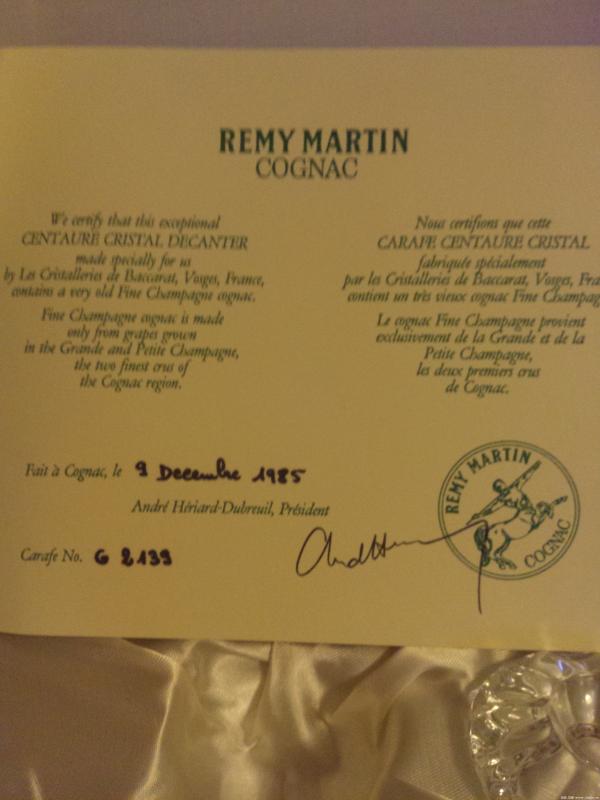 REMY MARTIN
COGNAC
We certify that this exceptional
CENTAURE CRISTAL DECANTER
made specially for us
by Les Cristalleries de Baccarat, Vosges, France,
contains a very old Fine Champagne cognac.
Fine Champagne cognac is made
only from grapes grown
in the Grande and Petite Champagne,
the two finest crus of
the Cognac region.
Nous certifions que cette
CARAFE CENTAURE CRISTAL
fabriquée spécialement
par les Cristalleries de Baccarat, Vosges, Fra
contient un très vieux cognac Fine Champag
Le cognac Fine Champagne provient
exclusivement de la Grande et de la
Petite Champagne,
les deux premiers crus
de Cognac.
Fait à Cognac, le 9 Decembre 1985
André Hériard-Dubreuil, Président
Carafe No. G 2139
REMY MARTIN
COGNAC